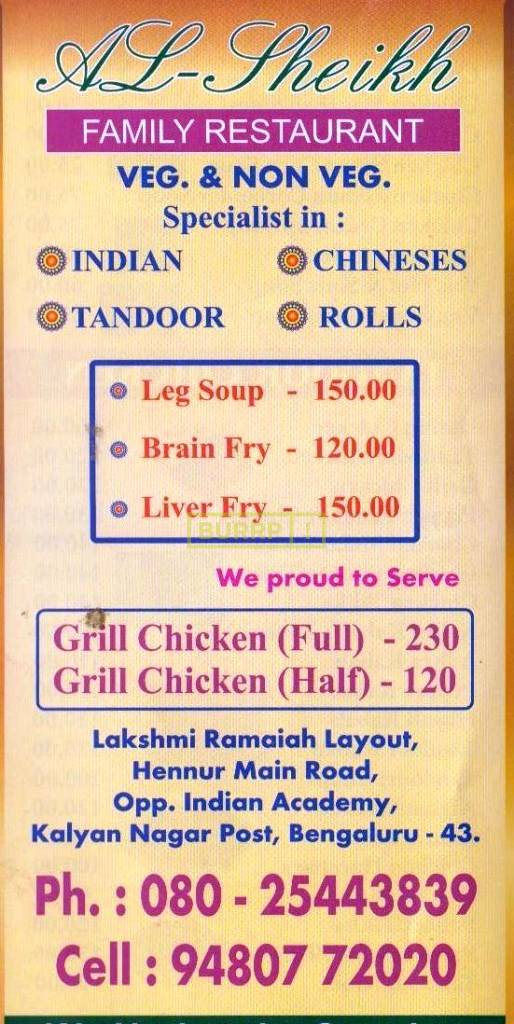 AL-Sheikh
FAMILY RESTAURANT
VEG. & NON VEG.
Specialist in :
INDIAN CHINESES
TANDOOR ROLLS
Leg Soup - 150.00
Brain Fry - 120.00
Liver Fry - 150.00
BURRP!
We proud to Serve
Grill Chicken (Full) - 230
Grill Chicken (Half) - 120
Lakshmi Ramaiah Layout,
Hennur Main Road,
Opp. Indian Academy,
Kalyan Nagar Post, Bengaluru - 43.
Ph. : 080 - 25443839
Cell : 94807 72020